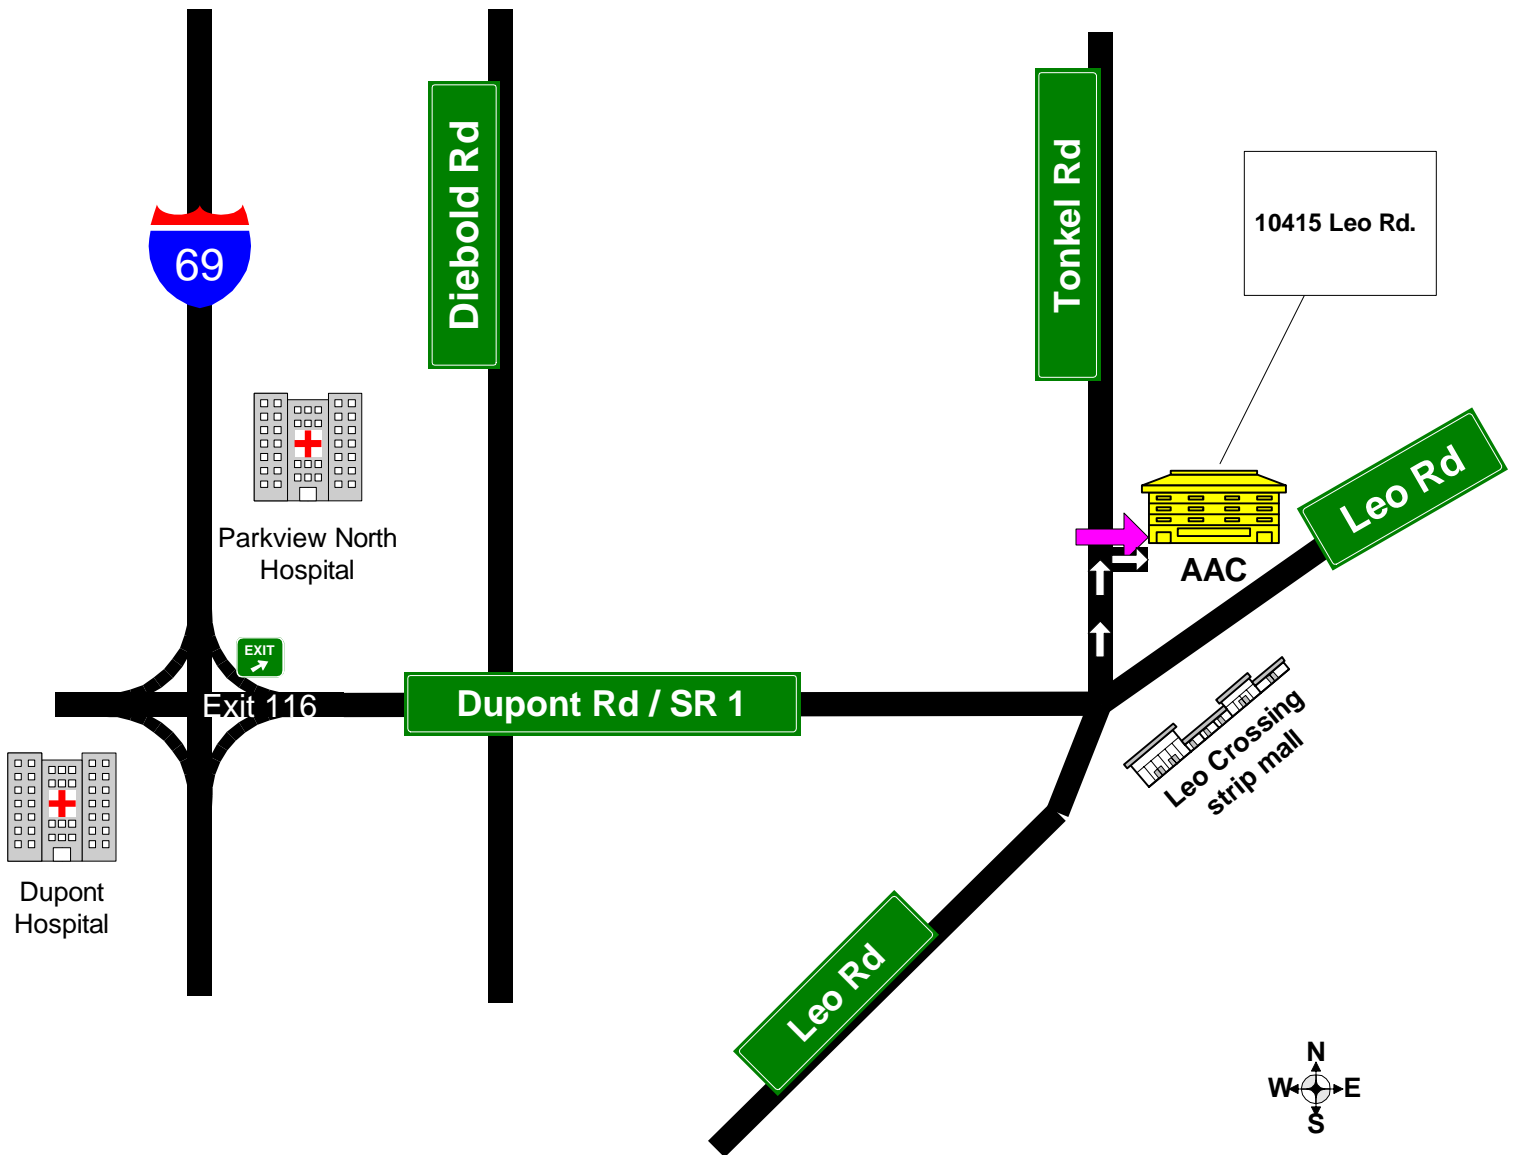 69
Diebold Rd
Tonkel Rd
10415 Leo Rd.
Leo Rd
Parkview North
Hospital
AAC
EXIT
Exit 116
Dupont Rd / SR 1
Leo Crossing
strip mall
Dupont
Hospital
Leo Rd
N
W E
S